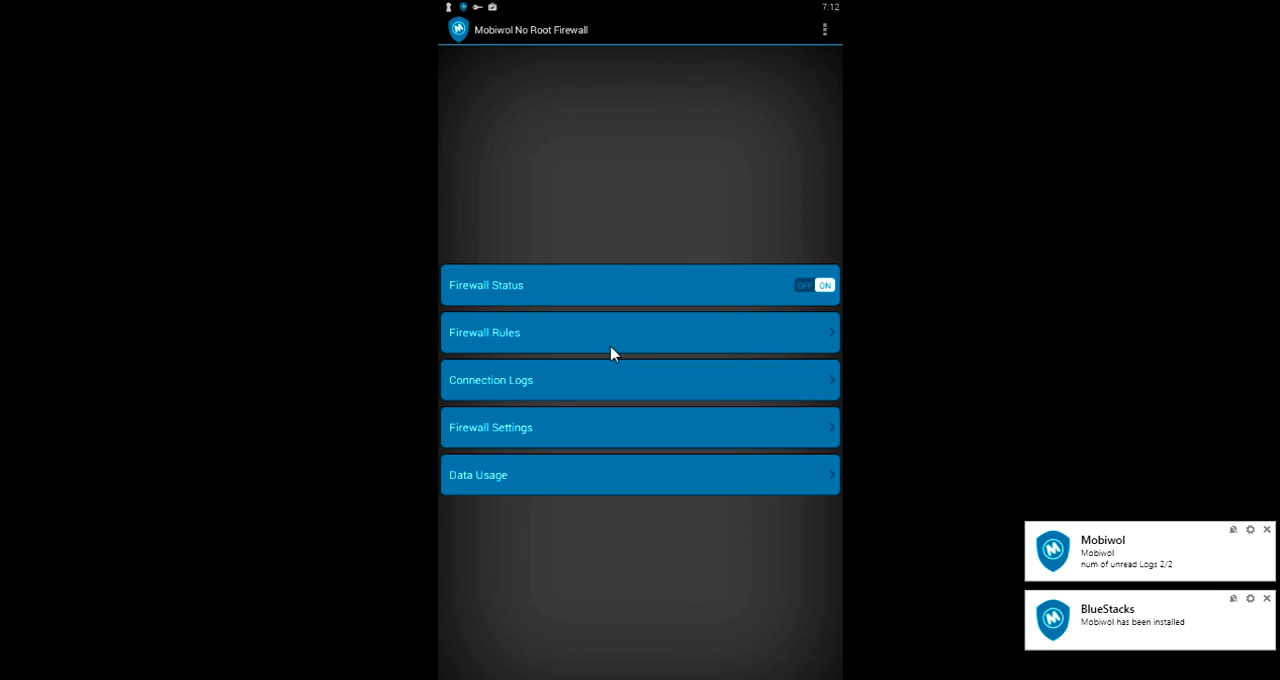 7:12
Mobiwol No Root Firewall
Firewall Status
OFF ON
Firewall Rules
Connection Logs
Firewall Settings
Data Usage
Mobiwol
Mobiwol
num of unread Logs 2/2
BlueStacks
Mobiwol has been installed